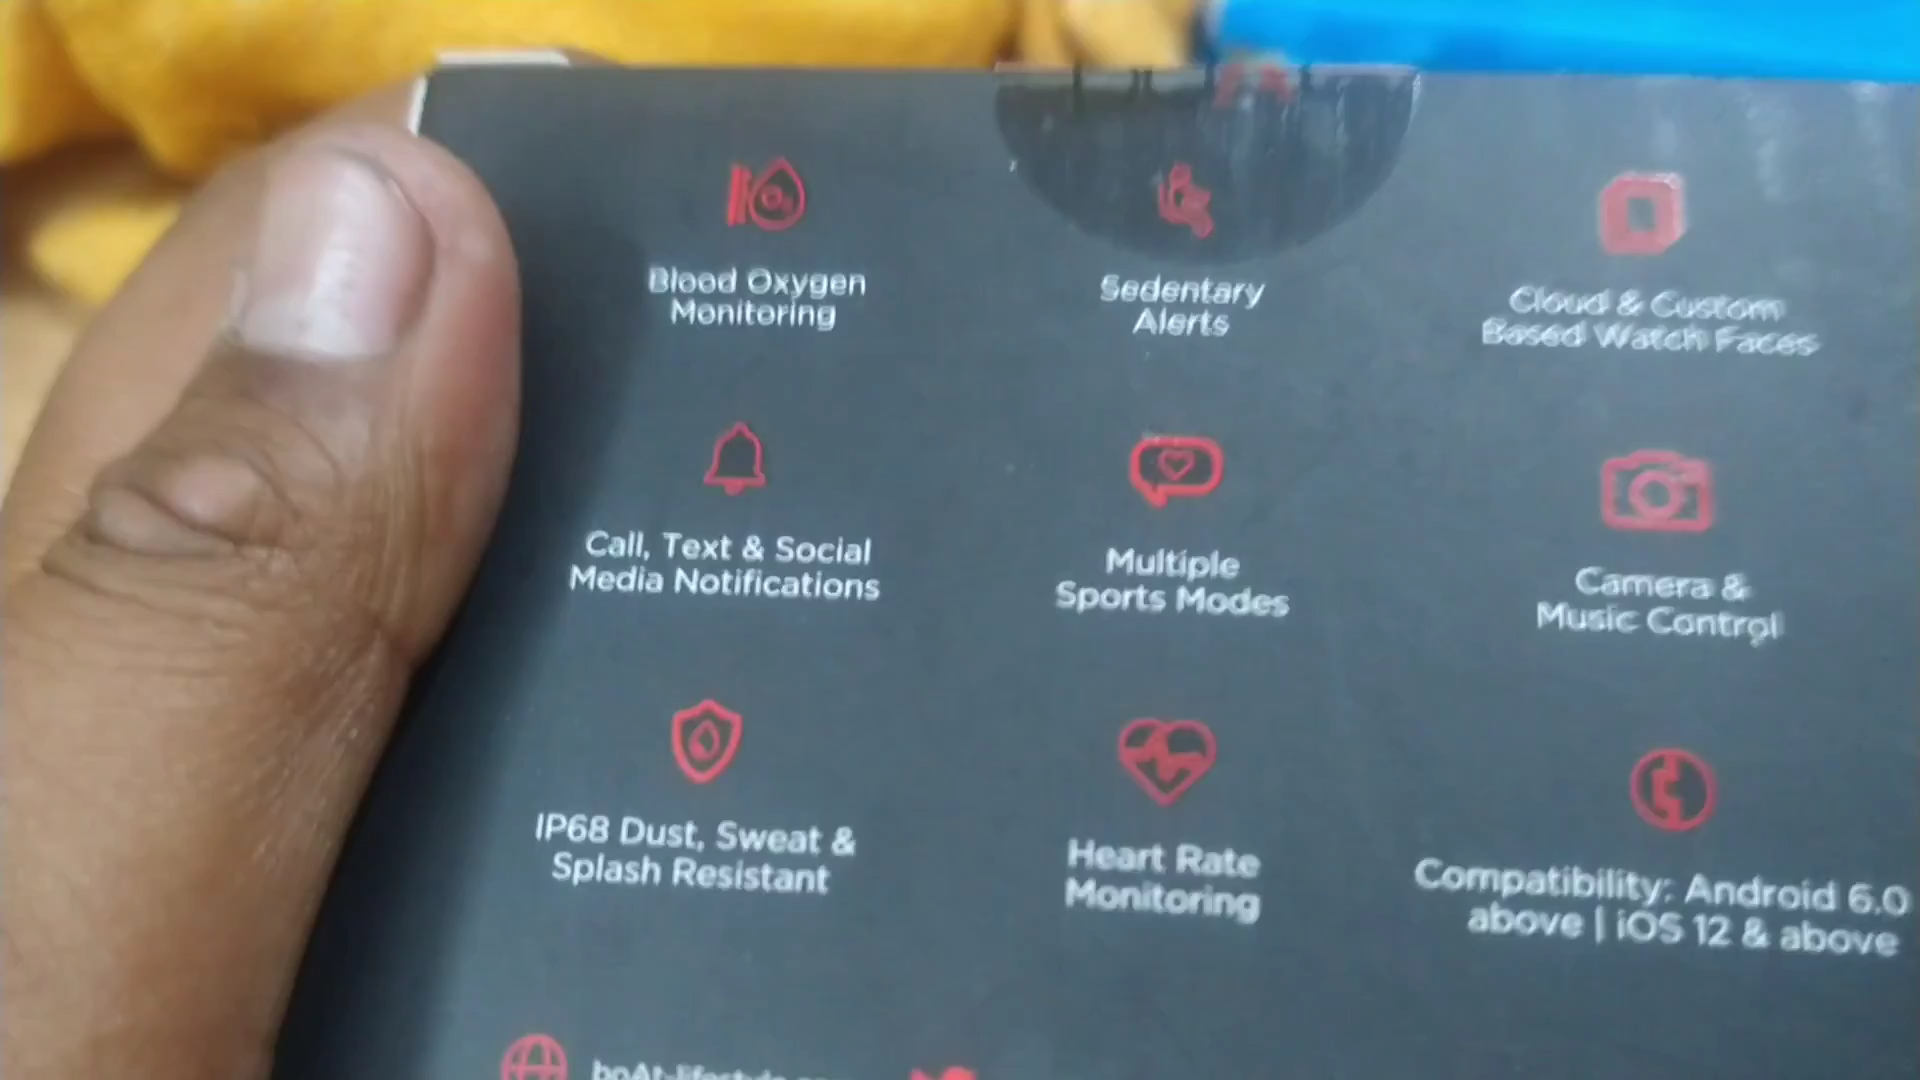 Blood Oxygen
Monitoring
Sedentary
Alerts
Cloud & Custom
Based Watch Faces
Call, Text & Social
Media Notifications
Multiple
Sports Modes
Camera &
Music Control
IP68 Dust, Sweat &
Splash Resistant
Heart Rate
Monitoring
Compatibility: Android 6.0
above | iOS 12 & above